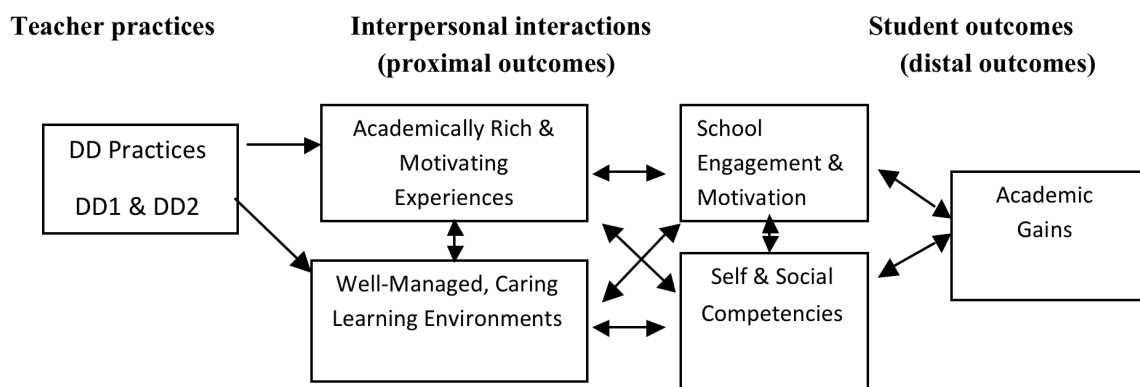 Teacher practices
Interpersonal interactions
(proximal outcomes)
Student outcomes
(distal outcomes)
DD Practices
DD1 & DD2
Academically Rich &
Motivating
Experiences
Well-Managed, Caring
Learning Environments
School
Engagement &
Motivation
Self & Social
Competencies
Academic
Gains